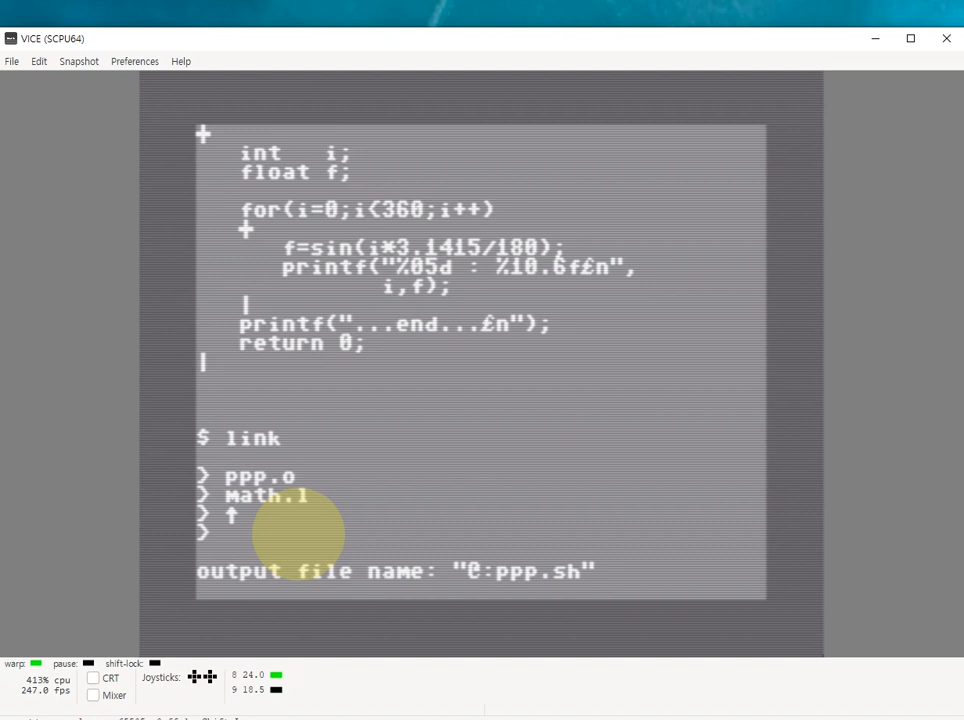 VICE (SCPU64)
File Edit Snapshot Preferences Help
┼
int i;
float f;
for(i=0;i<360;i++)
┼
f=sin(i*3.1415/180);
printf("%05d : %10.6f£n",
i,f);
|
printf("...end...£n");
return 0;
|
$ link
> ppp.o
> math.l
> ↑
>
output file name: "@:ppp.sh"
warp: pause: shift-lock:
413% cpu
247.0 fps
CRT
Mixer
Joysticks:
8 24.0
9 18.5